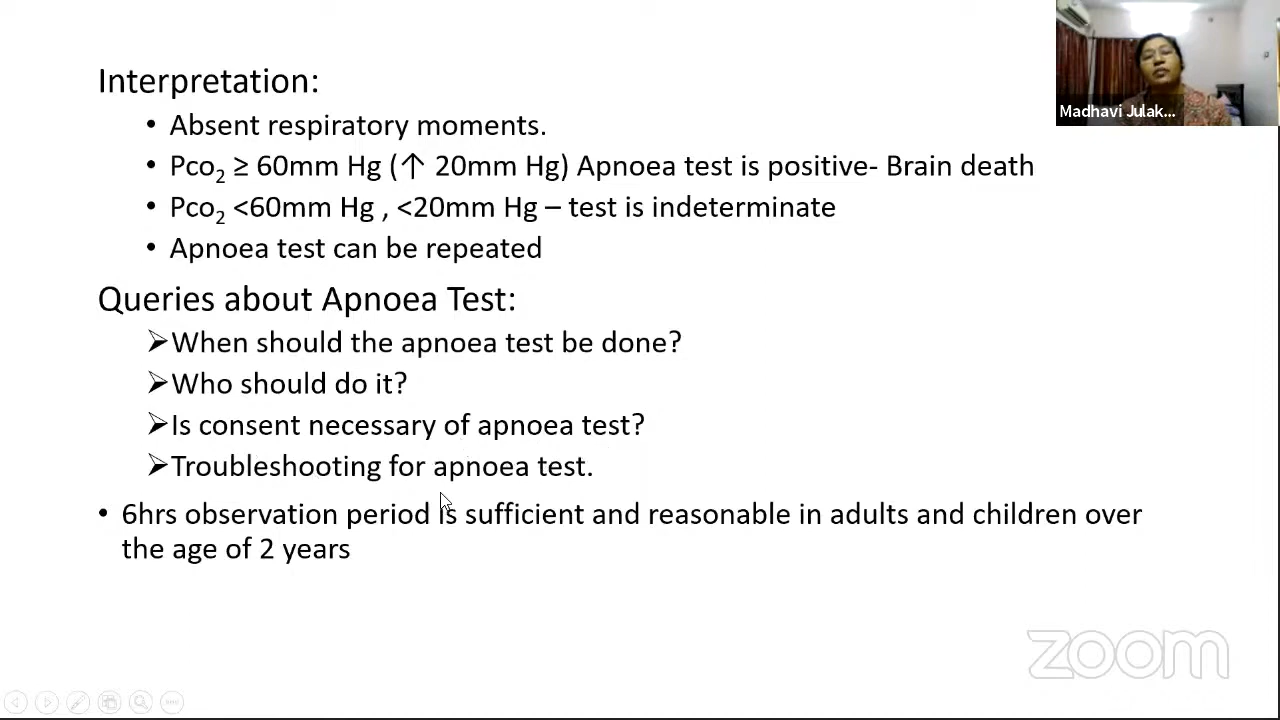 Madhavi Julak...
Interpretation:
• Absent respiratory moments.
• Pco₂ ≥ 60mm Hg (↑ 20mm Hg) Apnoea test is positive- Brain death
• Pco₂ <60mm Hg , <20mm Hg – test is indeterminate
• Apnoea test can be repeated
Queries about Apnoea Test:
➢When should the apnoea test be done?
➢Who should do it?
➢Is consent necessary of apnoea test?
➢Troubleshooting for apnoea test.
• 6hrs observation period is sufficient and reasonable in adults and children over
the age of 2 years
zoom